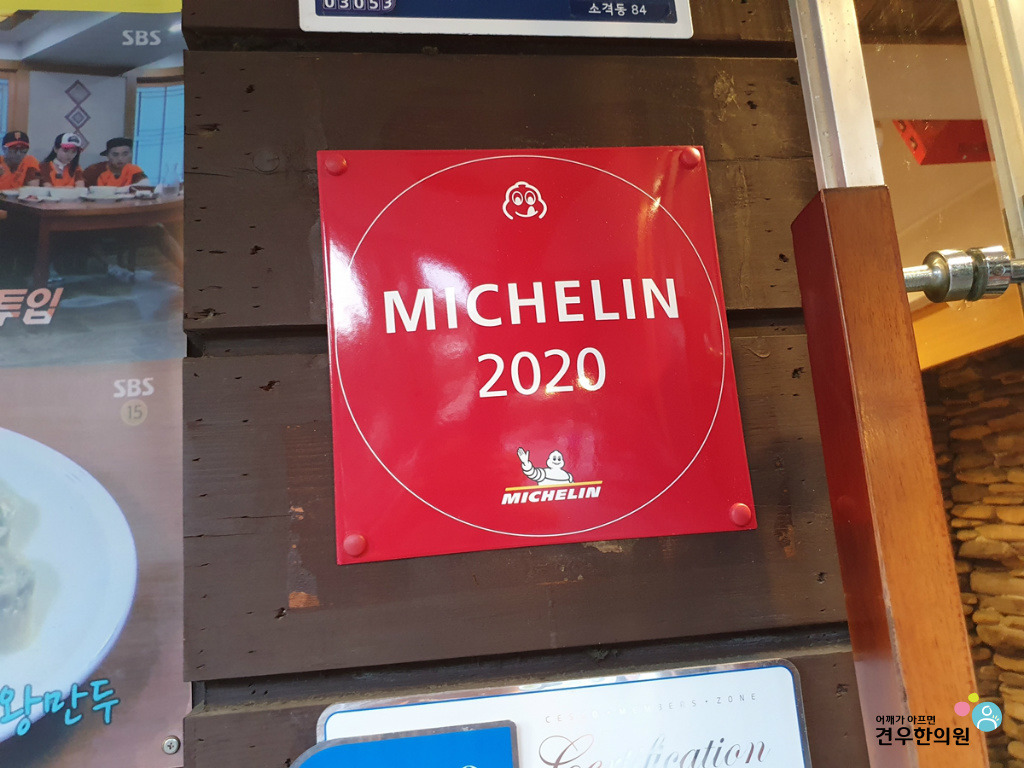 03053
소격동 84
SBS
투입
SBS
15
왕만두
MICHELIN
2020
MICHELIN
ZONE
Certification
어깨가 아프면
견우한의원